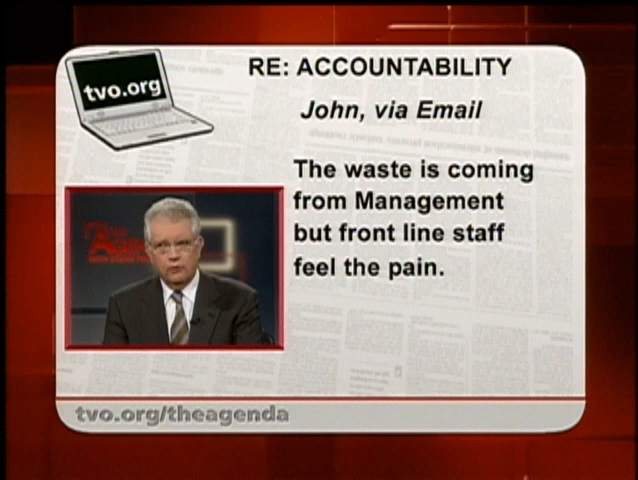 tvo.org
RE: ACCOUNTABILITY
John, via Email
The waste is coming
from Management
but front line staff
feel the pain.
tvo.org/theagenda